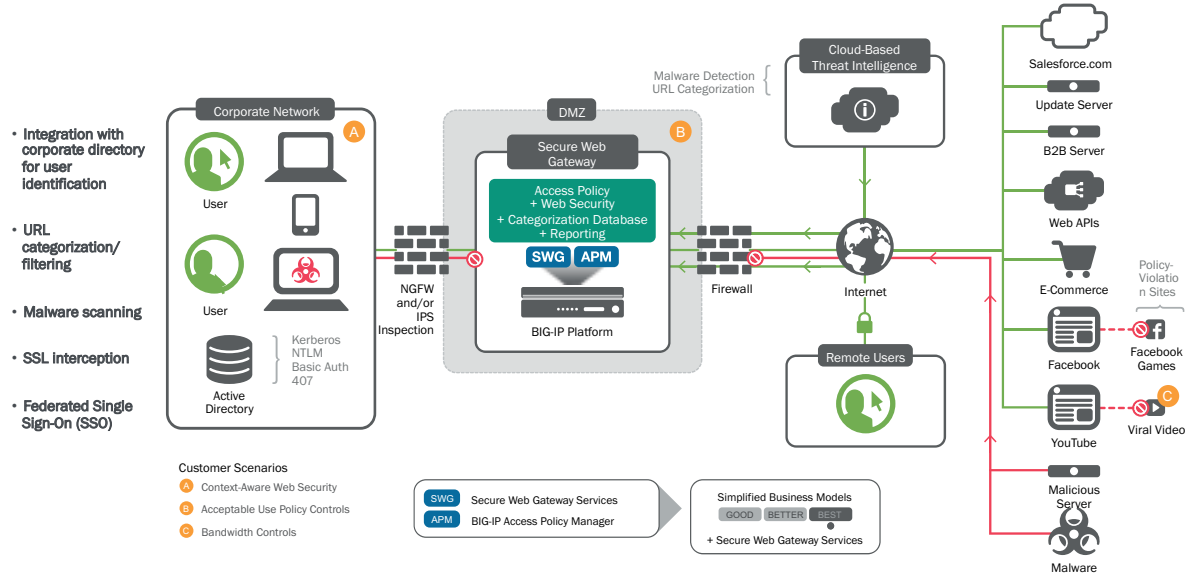 • Integration with
corporate directory
for user
identification
• URL
categorization/
filtering
• Malware scanning
• SSL interception
• Federated Single
Sign-On (SSO)
Corporate Network
A
User
User
Active
Directory
Kerberos
NTLM
Basic Auth
407
NGFW
and/or
IPS
Inspection
DMZ
B
Secure Web
Gateway
Access Policy
+ Web Security
+ Categorization Database
+ Reporting
SWG
APM
BIG-IP Platform
Firewall
Malware Detection
URL Categorization
Cloud-Based
Threat Intelligence
Internet
Remote Users
Salesforce.com
Update Server
B2B Server
Web APIs
E-Commerce
Policy-
Violatio
n Sites
Facebook
Facebook
Games
C
YouTube
Viral Video
Malicious
Server
Malware
Customer Scenarios
A Context-Aware Web Security
B Acceptable Use Policy Controls
C Bandwidth Controls
SWG Secure Web Gateway Services
APM BIG-IP Access Policy Manager
Simplified Business Models
GOOD BETTER BEST
+ Secure Web Gateway Services